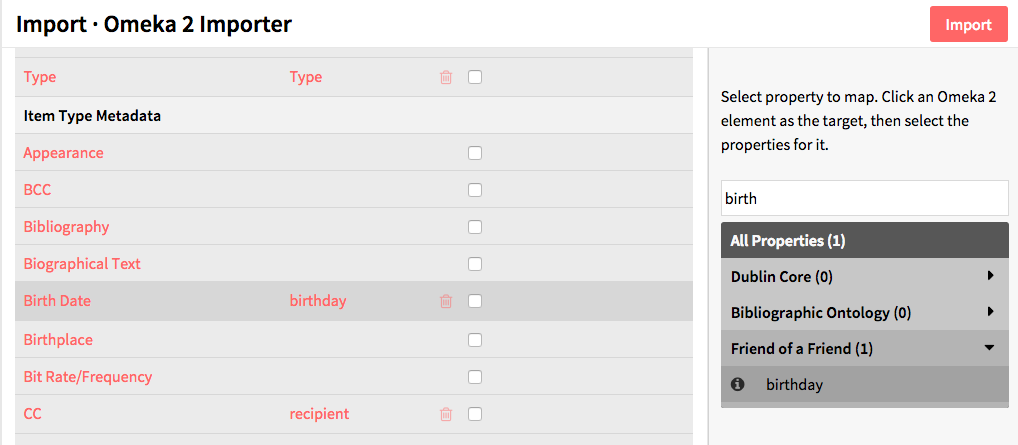 Import · Omeka 2 Importer
Import
Type Type
Item Type Metadata
Appearance
BCC
Bibliography
Biographical Text
Birth Date birthday
Birthplace
Bit Rate/Frequency
CC recipient
Select property to map. Click an Omeka 2
element as the target, then select the
properties for it.
birth
All Properties (1)
Dublin Core (0)
Bibliographic Ontology (0)
Friend of a Friend (1)
birthday